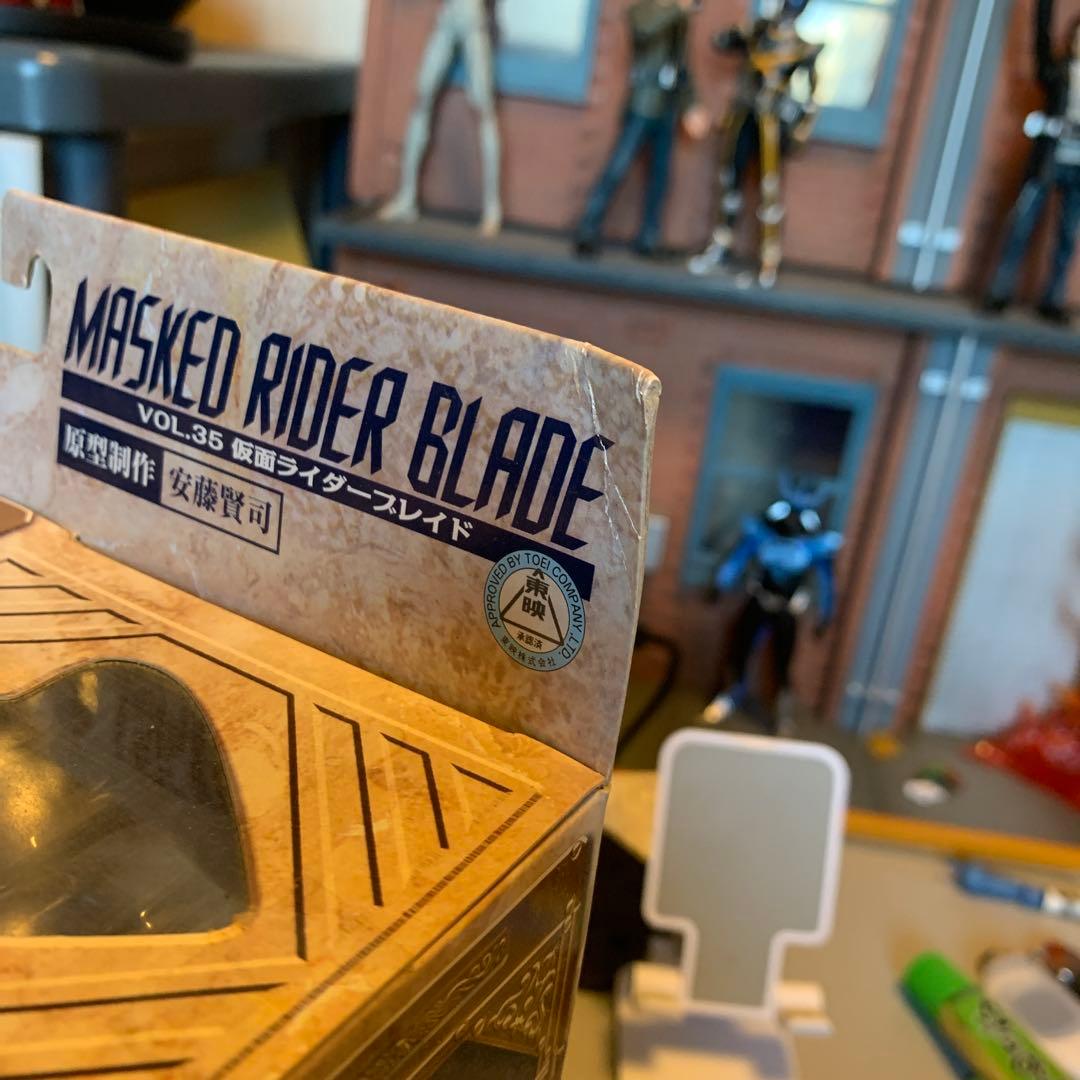 MASKED RIDER BLADE
VOL.35 仮面ライダーブレイド
原型制作 安藤賢司
APPROVED BY TOEI COMPANY,LTD.
東映
承認済
東映株式会社